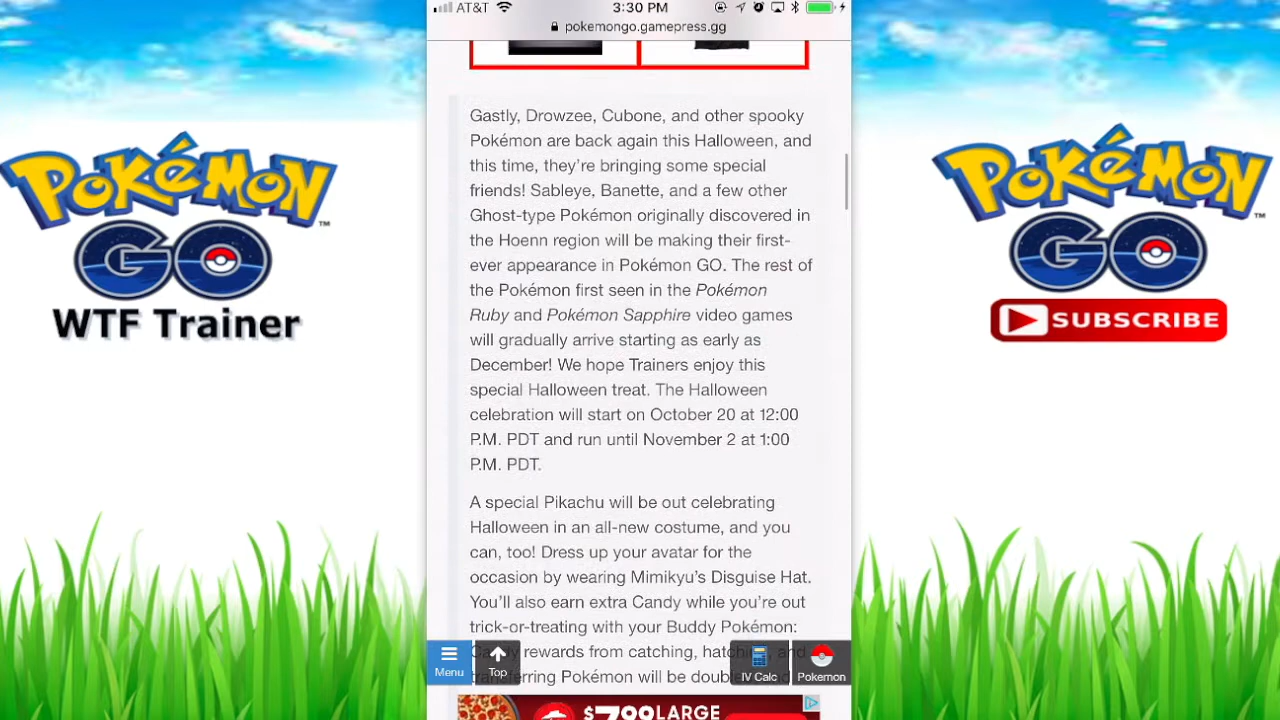 AT&T 3:30 PM
pokemongo.gamepress.gg
POKéMON
GO
WTF Trainer
POKéMON
GO
SUBSCRIBE
Gastly, Drowzee, Cubone, and other spooky
Pokémon are back again this Halloween, and
this time, they're bringing some special
friends! Sableye, Banette, and a few other
Ghost-type Pokémon originally discovered in
the Hoenn region will be making their first-
ever appearance in Pokémon GO. The rest of
the Pokémon first seen in the Pokémon
Ruby and Pokémon Sapphire video games
will gradually arrive starting as early as
December! We hope Trainers enjoy this
special Halloween treat. The Halloween
celebration will start on October 20 at 12:00
P.M. PDT and run until November 2 at 1:00
P.M. PDT.
A special Pikachu will be out celebrating
Halloween in an all-new costume, and you
can, too! Dress up your avatar for the
occasion by wearing Mimikyu's Disguise Hat.
You'll also earn extra Candy while you're out
trick-or-treating with your Buddy Pokémon:
Candy rewards from catching, hatching, and
transferring Pokémon will be doubled
Menu Top IV Calc Pokemon
$7.99 LARGE